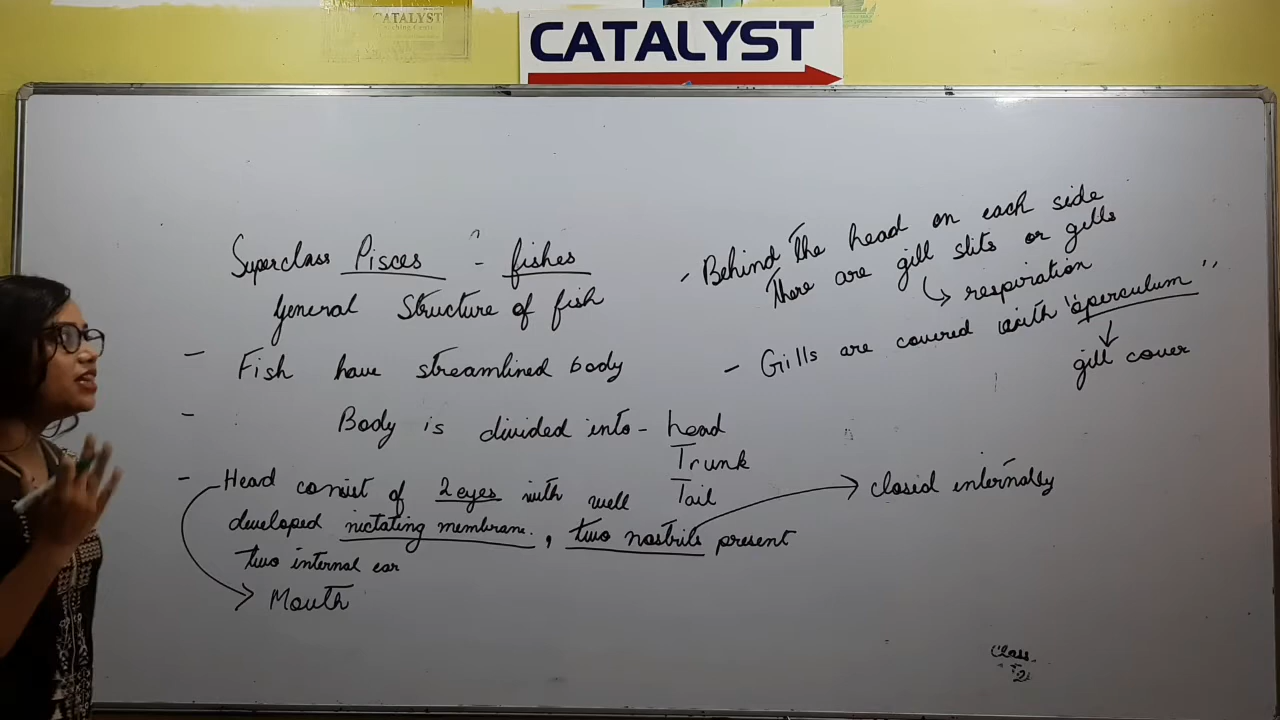 CATALYST
CATALYST
Superclass Pisces - fishes
General Structure of fish
- Fish have streamlined body
- Body is divided into - head
Trunk
Tail
- Head consist of 2 eyes with well
developed nictating membrane. , two nostrils present
two internal ear
Mouth
closid internally
- Behind the head on each side
there are gill slits or gills
respiration
- Gills are covered with "operculum"
gill cover
Class